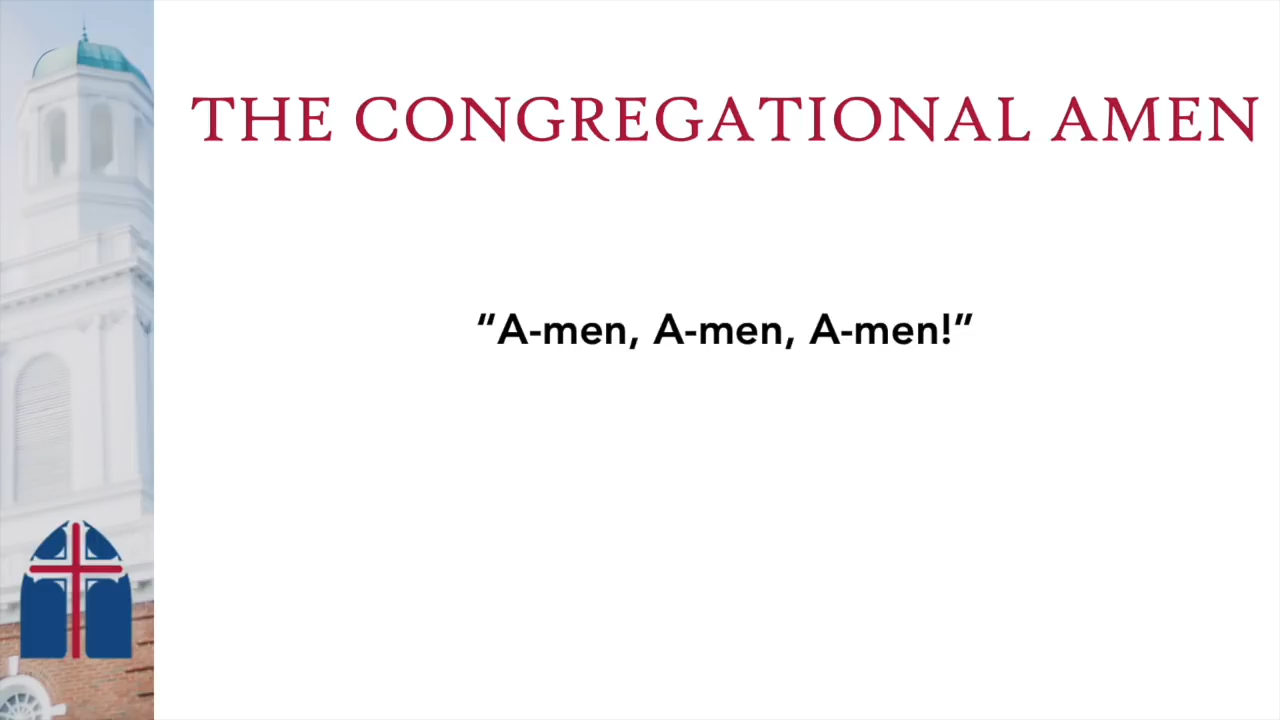 THE CONGREGATIONAL AMEN
“A-men, A-men, A-men!”